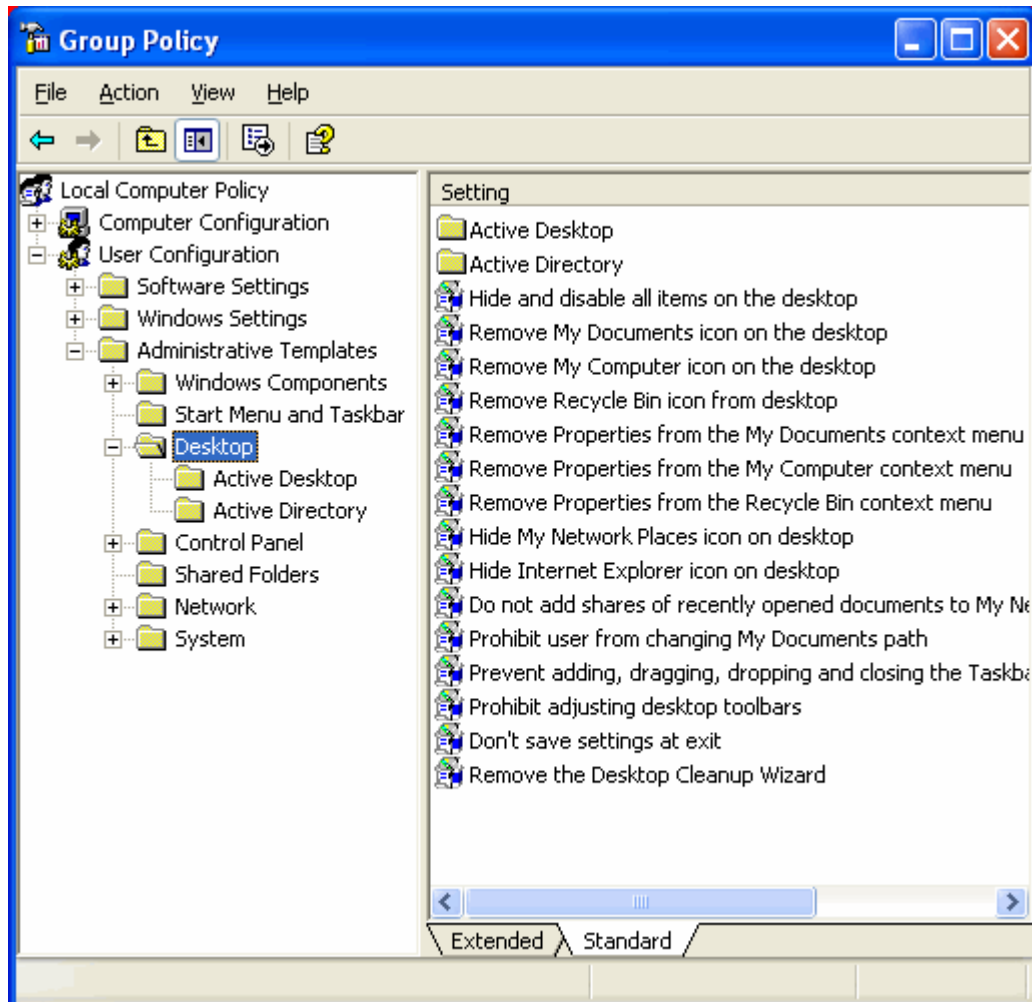 Group Policy
File Action View Help
Local Computer Policy
Computer Configuration
User Configuration
Software Settings
Windows Settings
Administrative Templates
Windows Components
Start Menu and Taskbar
Desktop
Active Desktop
Active Directory
Control Panel
Shared Folders
Network
System
Setting
Active Desktop
Active Directory
Hide and disable all items on the desktop
Remove My Documents icon on the desktop
Remove My Computer icon on the desktop
Remove Recycle Bin icon from desktop
Remove Properties from the My Documents context menu
Remove Properties from the My Computer context menu
Remove Properties from the Recycle Bin context menu
Hide My Network Places icon on desktop
Hide Internet Explorer icon on desktop
Do not add shares of recently opened documents to My
Prohibit user from changing My Documents path
Prevent adding, dragging, dropping and closing the
Prohibit adjusting desktop toolbars
Don't save settings at exit
Remove the Desktop Cleanup Wizard
Extended Standard